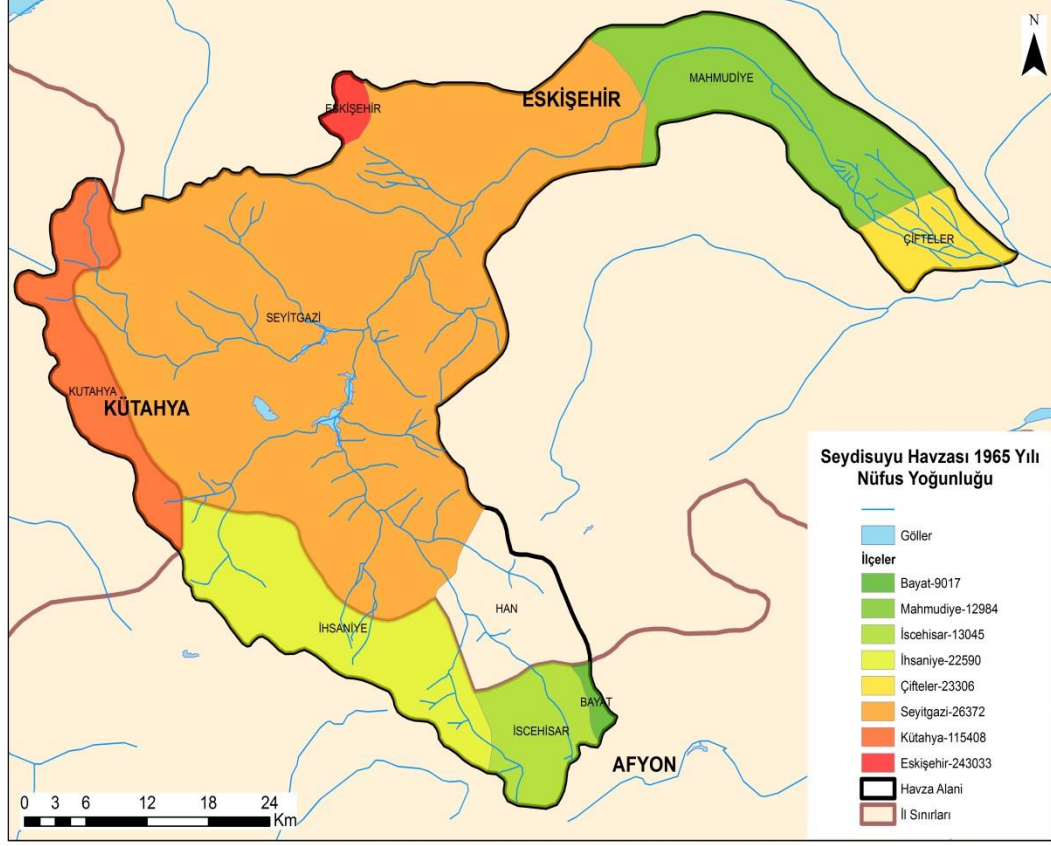 N
MAHMUDİYE
ESKİŞEHİR
ESKİŞEHİR
ÇİFTELER
SEYİTGAZİ
KUTAHYA
KÜTAHYA
HAN
İHSANİYE
BAYAT
İSCEHİSAR
AFYON
Seydisuyu Havzası 1965 Yılı
Nüfus Yoğunluğu
Göller
İlçeler
Bayat-9017
Mahmudiye-12984
İscehisar-13045
İhsaniye-22590
Çifteler-23306
Seyitgazi-26372
Kütahya-115408
Eskişehir-243033
Havza Alani
İl Sınırları
0 3 6 12 18 24
Km